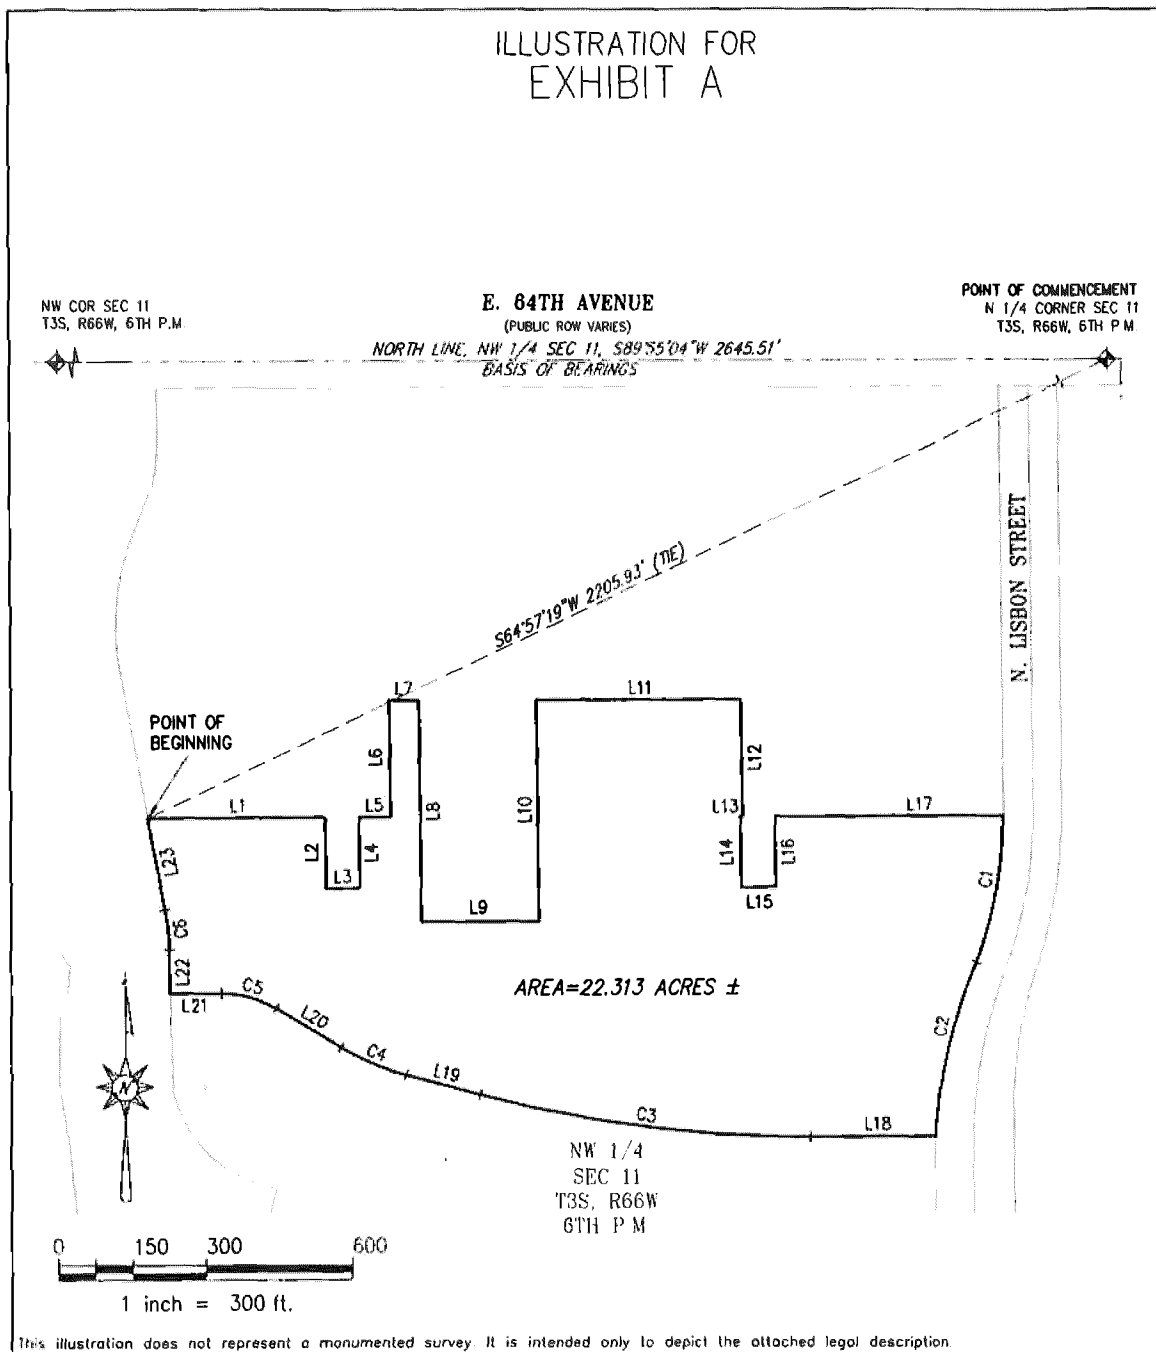 ILLUSTRATION FOR
EXHIBIT A
NW COR SEC 11
T3S, R66W, 6TH P.M.
E. 64TH AVENUE
(PUBLIC ROW VARIES)
NORTH LINE, NW 1/4 SEC 11, S89°55'04"W 2645.51'
BASIS OF BEARINGS
POINT OF COMMENCEMENT
N 1/4 CORNER SEC 11
T3S, R66W, 6TH P M
N. LISBON STREET
S64°57'19"W 2205.93' (TIE)
POINT OF
BEGINNING
L1
L2
L3
L4
L5
L6
L7
L8
L9
L10
L11
L12
L13
L14
L15
L16
L17
C1
C2
L18
C3
L19
C4
L20
C5
L21
L22
C6
L23
AREA=22.313 ACRES ±
NW 1/4
SEC 11
T3S, R66W
6TH P M
N
0 150 300 600
1 inch = 300 ft.
This illustration does not represent a monumented survey. It is intended only to depict the attached legal description.